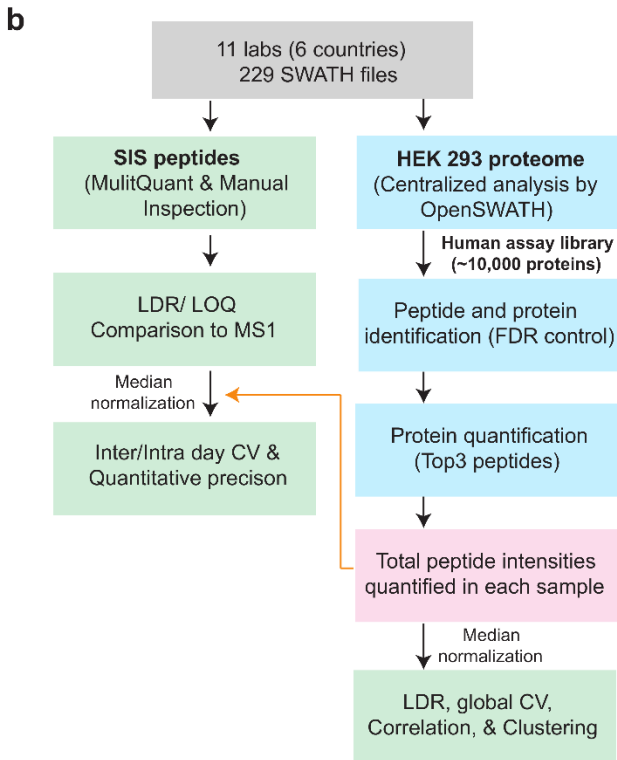 b
11 labs (6 countries)
229 SWATH files
SIS peptides
(MulitQuant & Manual
Inspection)
HEK 293 proteome
(Centralized analysis by
OpenSWATH)
Human assay library
(~10,000 proteins)
LDR/ LOQ
Comparison to MS1
Peptide and protein
identification (FDR control)
Median
normalization
Inter/Intra day CV &
Quantitative precison
Protein quantification
(Top3 peptides)
Total peptide intensities
quantified in each sample
Median
normalization
LDR, global CV,
Correlation, & Clustering